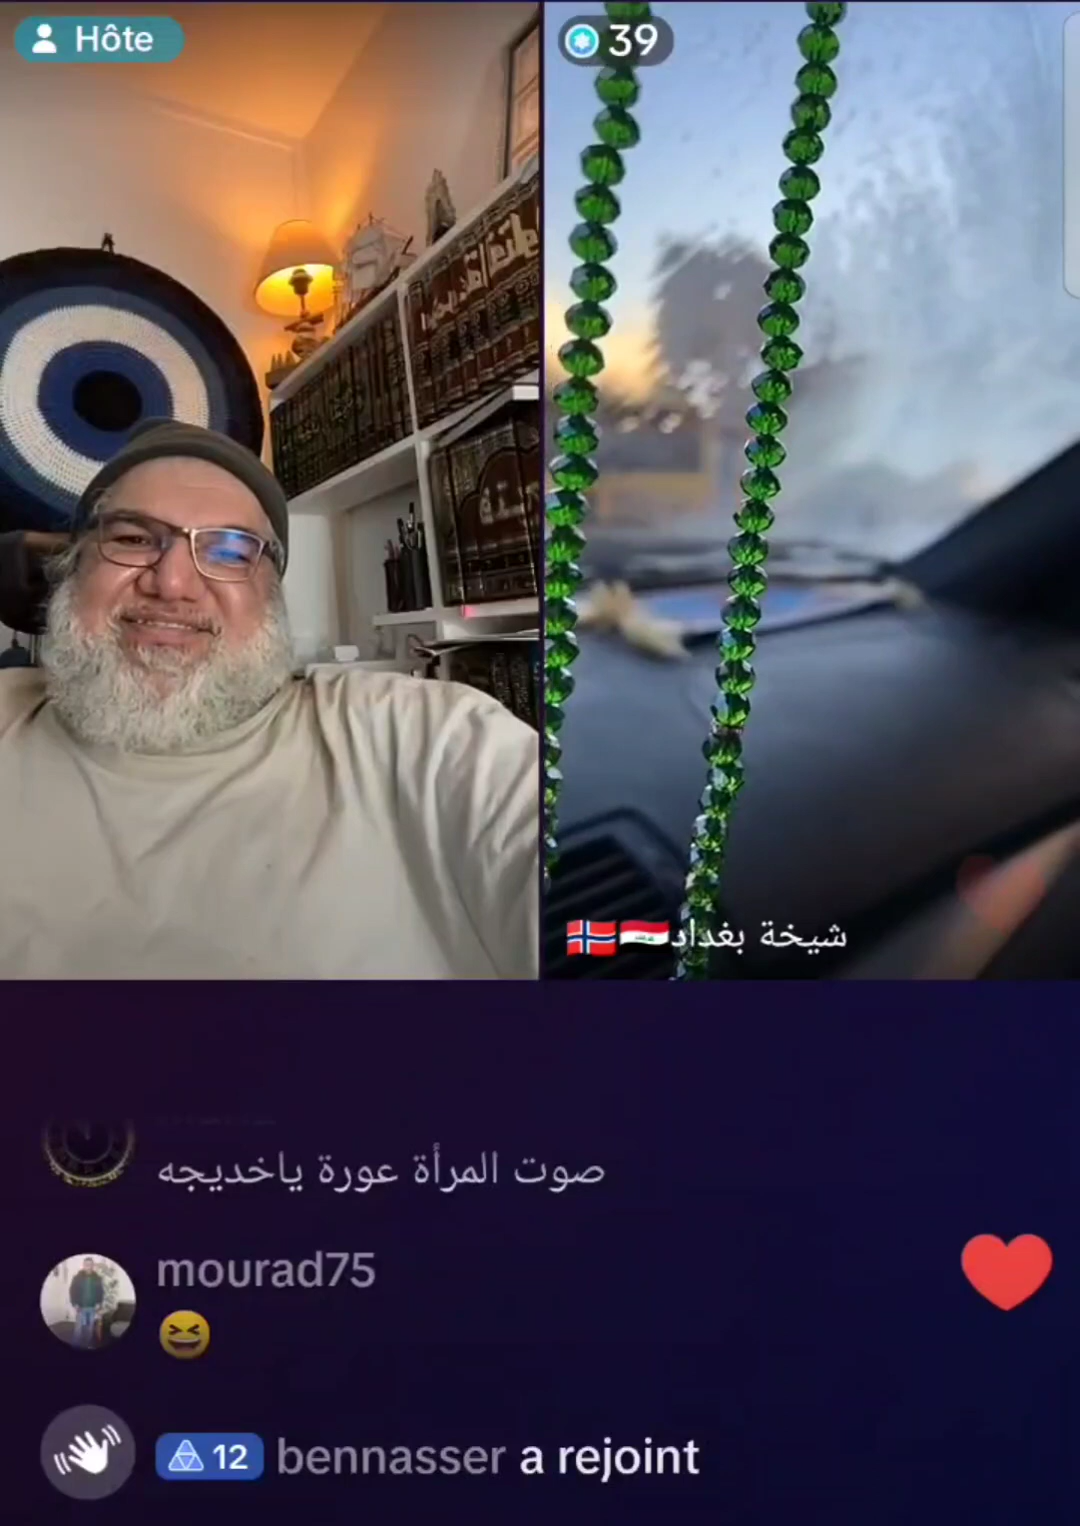 Hôte
39
شيخة بغداد🇮🇶🇳🇴
صوت المرأة عورة ياخديجه
mourad75
😆
12 bennasser a rejoint